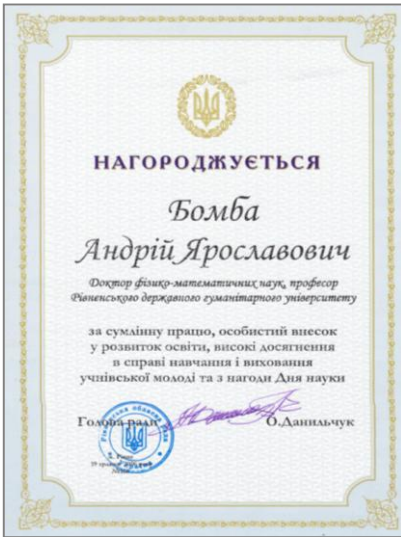 НАГОРОДЖУЄТЬСЯ
Бомба
Андрій Ярославович
Доктор фізико-математичних наук, професор
Рівненського державного гуманітарного університету
за сумлінну працю, особистий внесок
у розвиток освіти, високі досягнення
в справі навчання і виховання
учнівської молоді та з нагоди Дня науки
Голова ради О.Данильчук